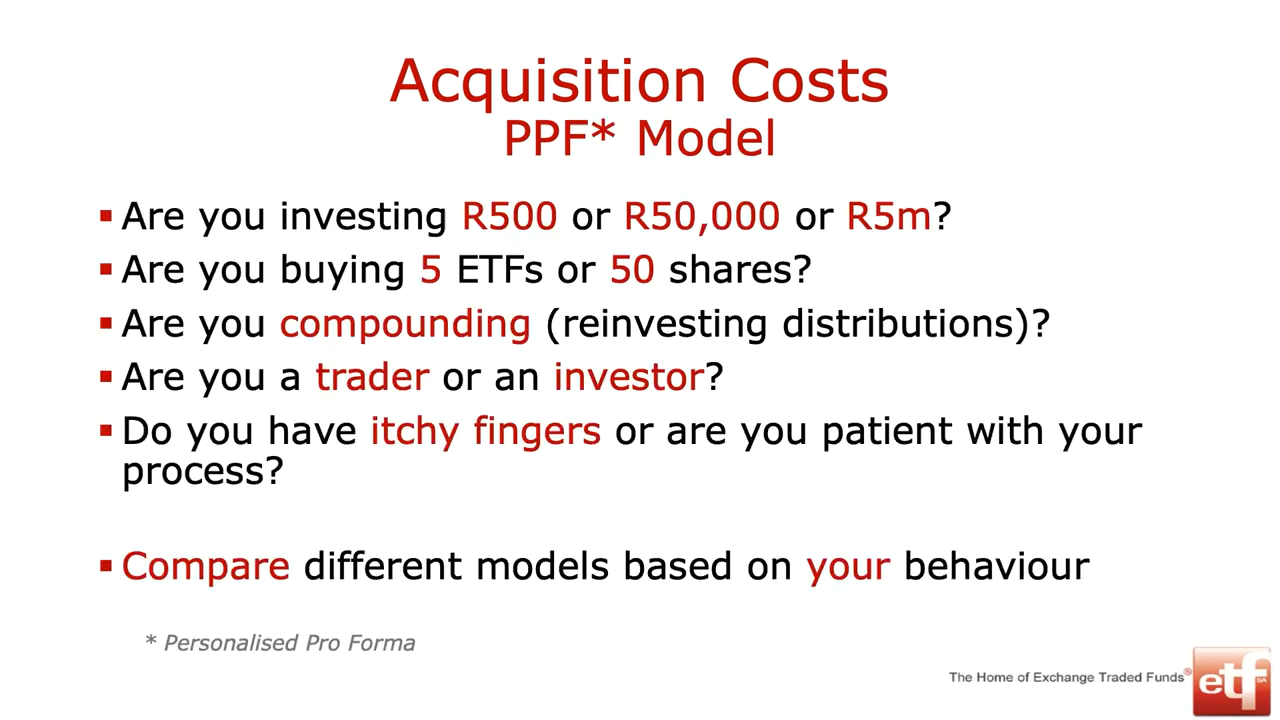 Acquisition Costs
PPF* Model
▪ Are you investing R500 or R50,000 or R5m?
▪ Are you buying 5 ETFs or 50 shares?
▪ Are you compounding (reinvesting distributions)?
▪ Are you a trader or an investor?
▪ Do you have itchy fingers or are you patient with your
process?
▪ Compare different models based on your behaviour
* Personalised Pro Forma
The Home of Exchange Traded Funds®
etf
SA